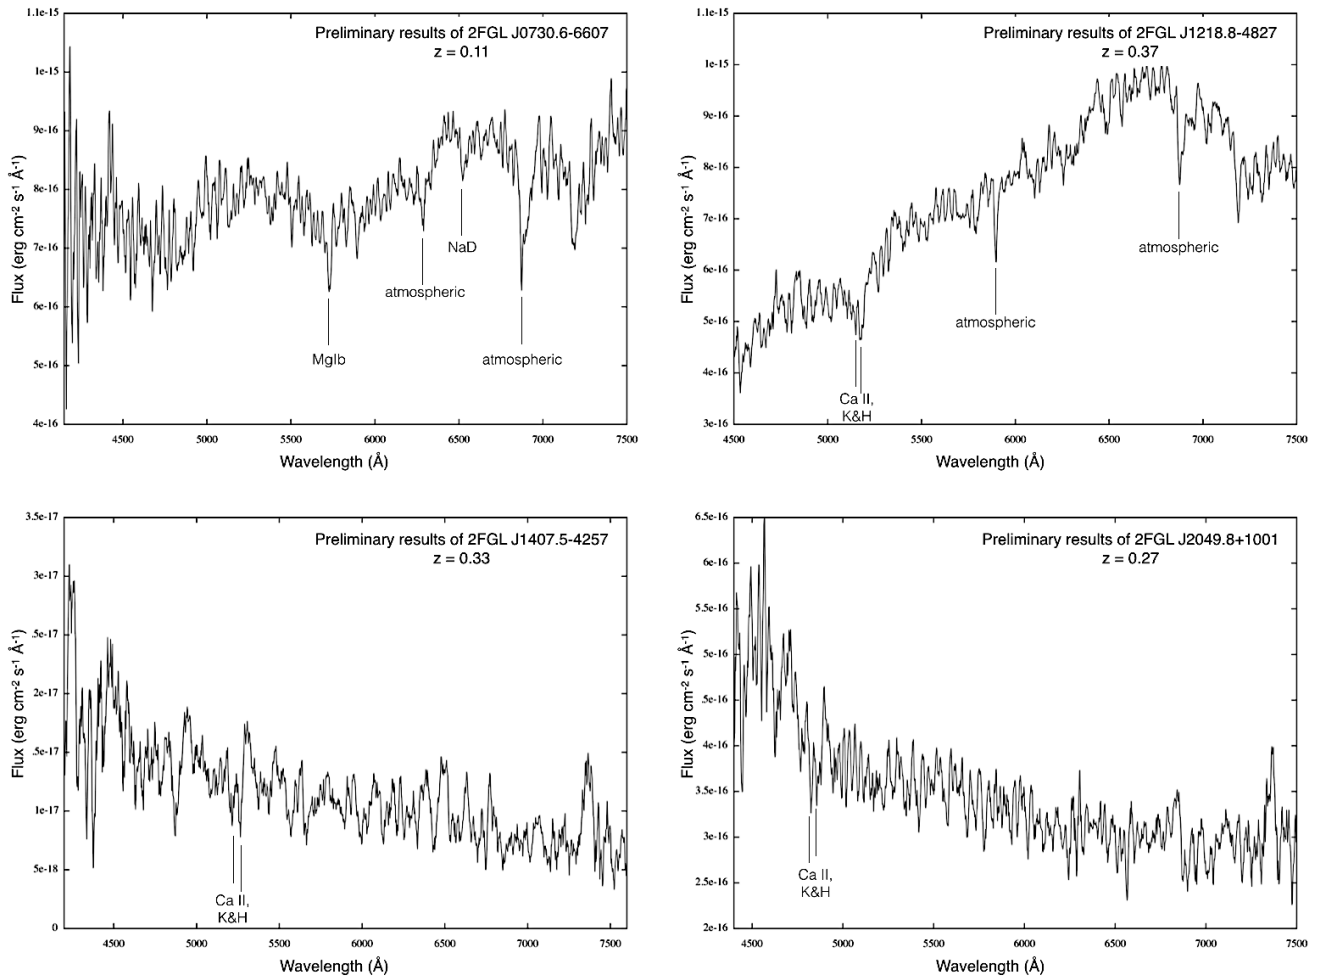 Preliminary results of 2FGL J0730.6-6607
z = 0.11
1.1e-15
1e-15
9e-16
8e-16
7e-16
6e-16
5e-16
4e-16
Flux (erg cm-2 s-1 Å-1)
MgIb
atmospheric
NaD
atmospheric
4500
5000
5500
6000
6500
7000
7500
Wavelength (Å)
Preliminary results of 2FGL J1218.8-4827
z = 0.37
1.1e-15
1e-15
9e-16
8e-16
7e-16
6e-16
5e-16
4e-16
3e-16
Flux (erg cm-2 s-1 Å-1)
Ca II,
K&H
atmospheric
atmospheric
4500
5000
5500
6000
6500
7000
7500
Wavelength (Å)
Preliminary results of 2FGL J1407.5-4257
z = 0.33
3.5e-17
3e-17
.5e-17
2e-17
.5e-17
1e-17
5e-18
0
Flux (erg cm-2 s-1 Å-1)
Ca II,
K&H
4500
5000
5500
6000
6500
7000
7500
Wavelength (Å)
Preliminary results of 2FGL J2049.8+1001
z = 0.27
6.5e-16
6e-16
5.5e-16
5e-16
4.5e-16
4e-16
3.5e-16
3e-16
2.5e-16
2e-16
Flux (erg cm-2 s-1 Å-1)
Ca II,
K&H
4500
5000
5500
6000
6500
7000
7500
Wavelength (Å)